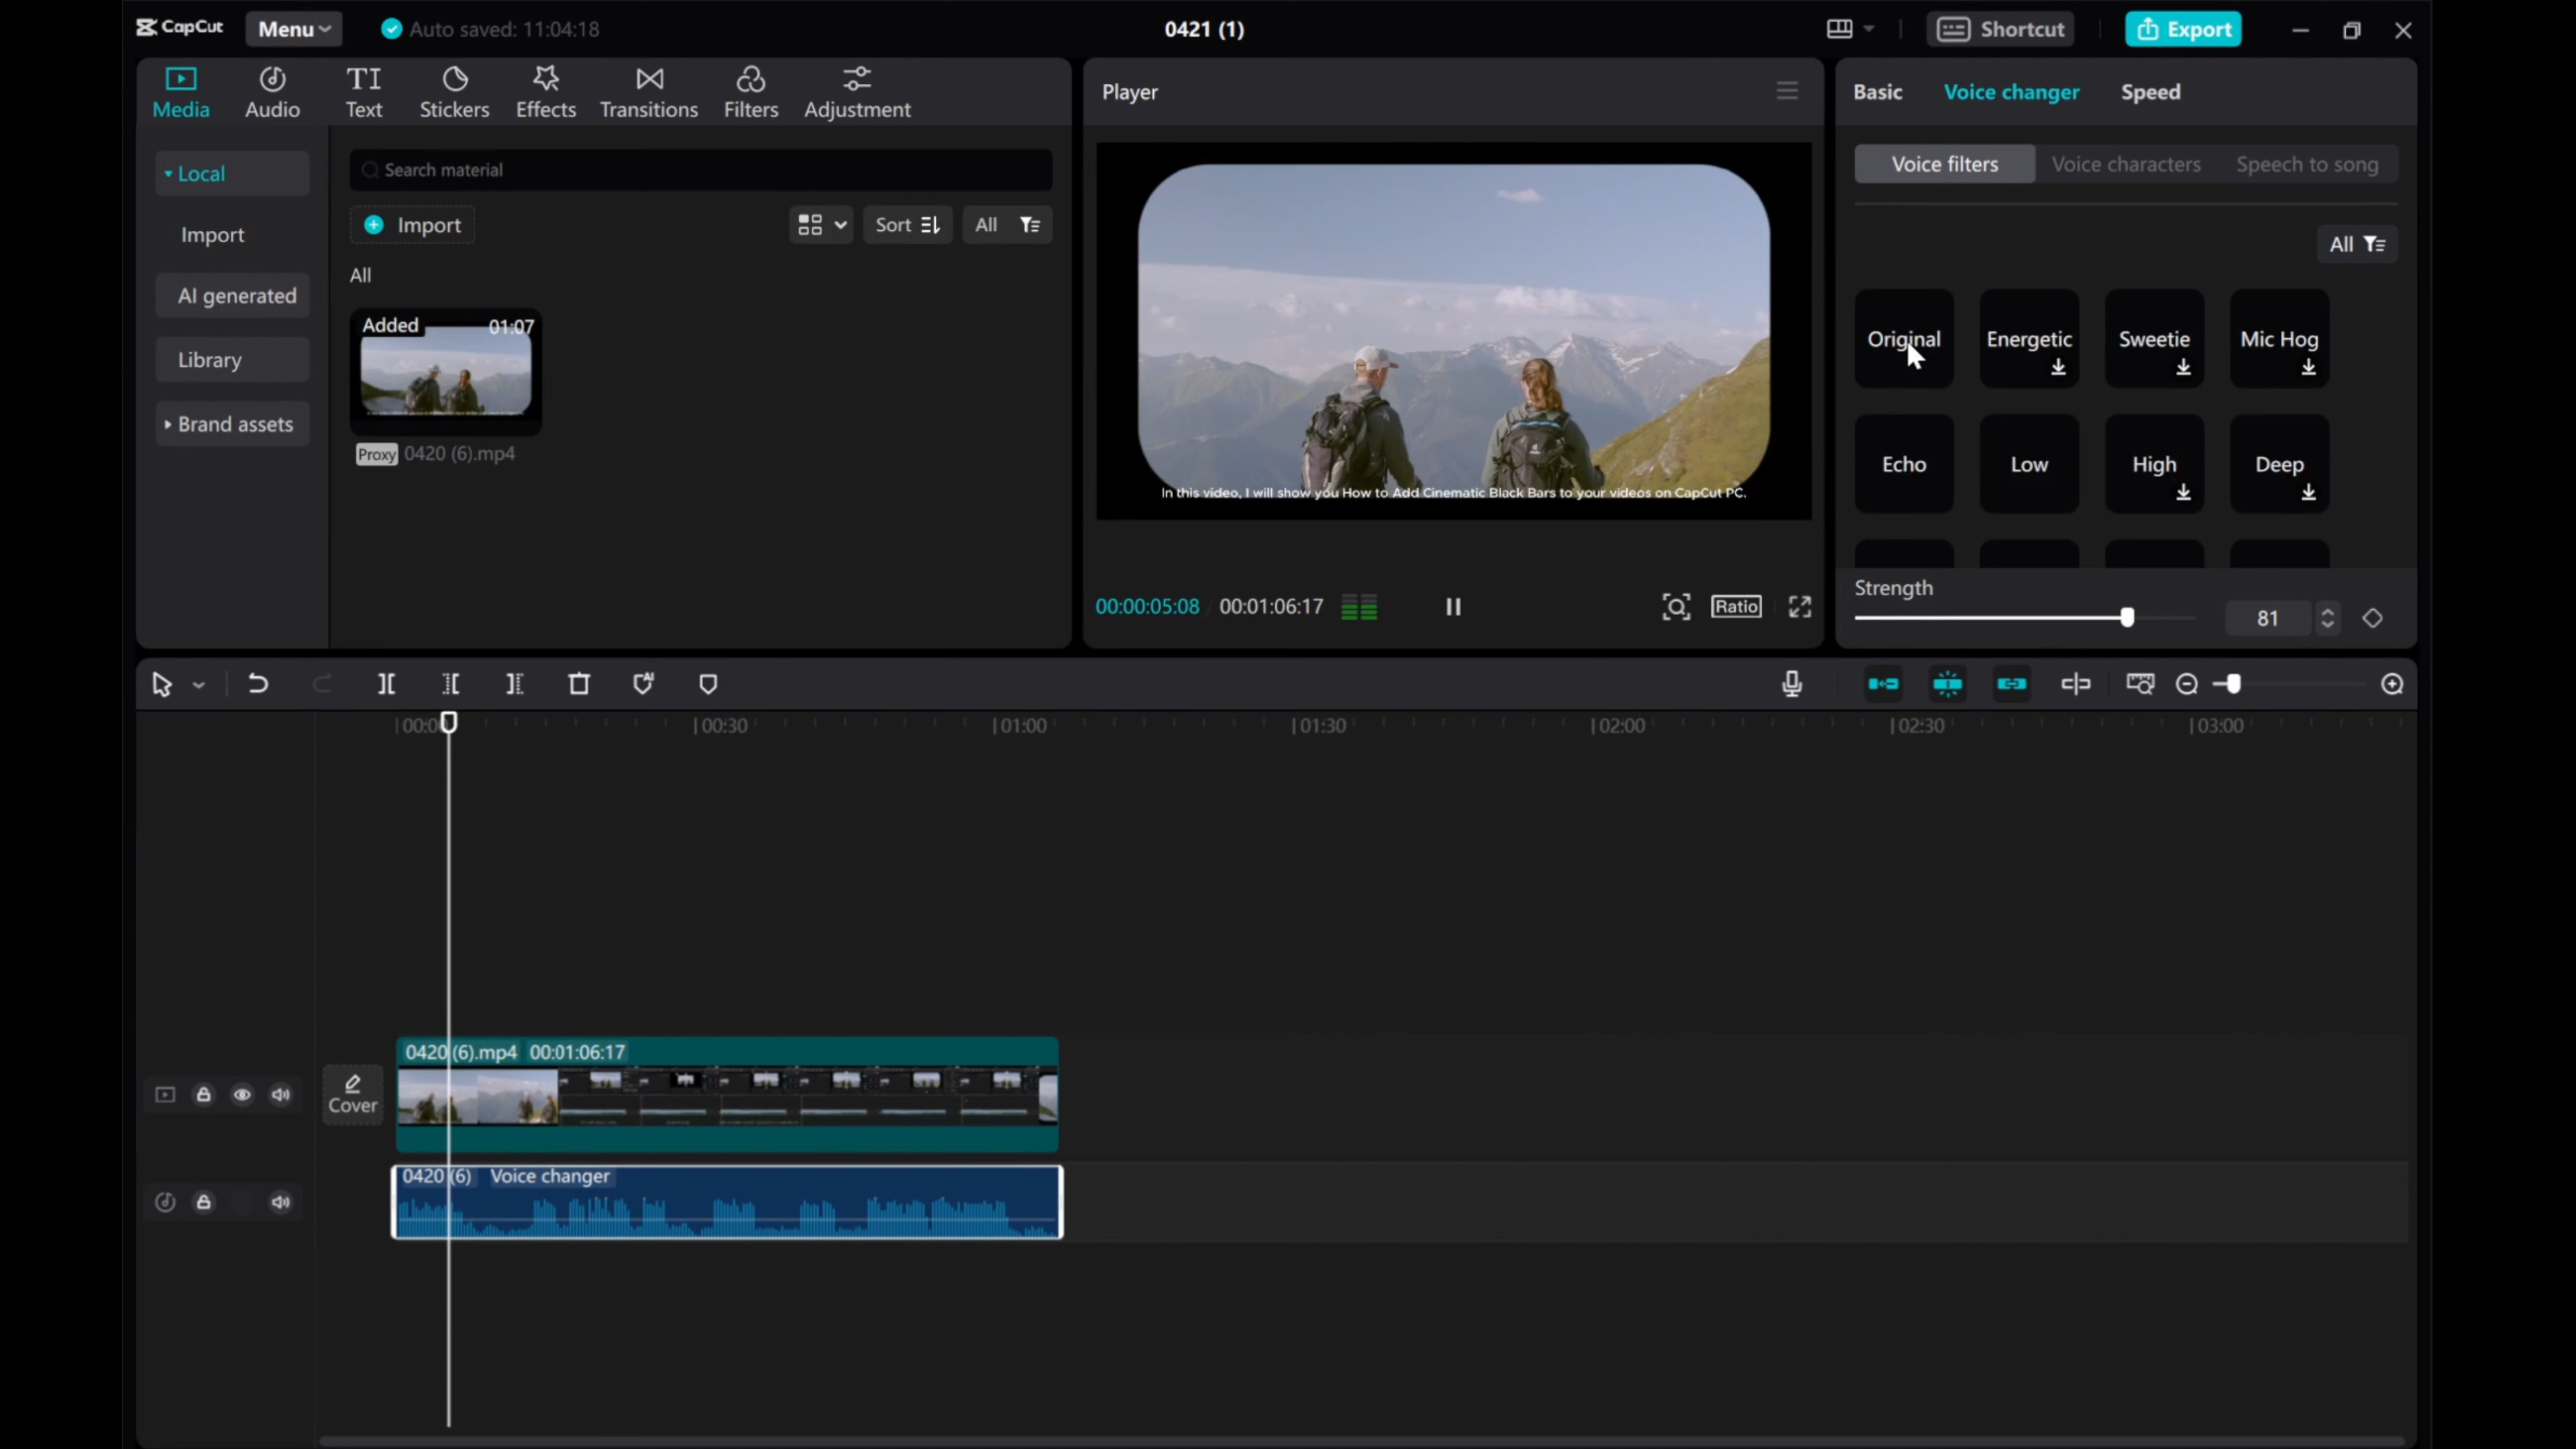 CapCut Menu Auto saved: 11:04:18 0421 (1) Shortcut Export
Media Audio Text Stickers Effects Transitions Filters Adjustment
TI
Local
Import
AI generated
Library
Brand assets
Search material
Import Sort All
All
Added 01:07
Proxy 0420 (6).mp4
Player
In this video, I will show you How to Add Cinematic Black Bars to your videos on CapCut PC.
00:00:05:08 / 00:01:06:17 Ratio
Basic Voice changer Speed
Voice filters Voice characters Speech to song
All
Original Energetic Sweetie Mic Hog
Echo Low High Deep
Strength
81
00:00 00:30 01:00 01:30 02:00 02:30 03:00
Cover
0420 (6).mp4 00:01:06:17
0420 (6) Voice changer